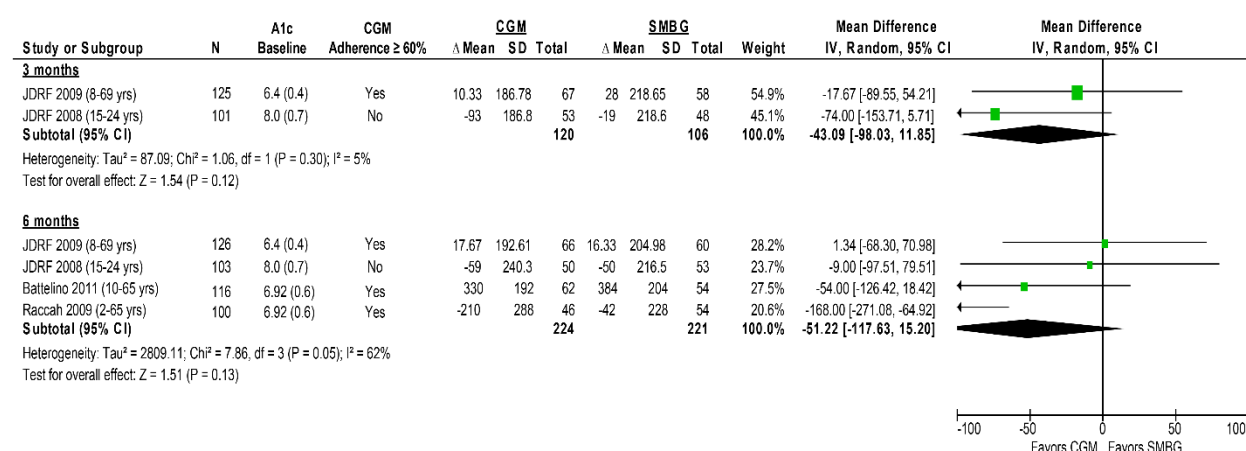 A1c CGM CGM SMBG Mean Difference Mean Difference
Study or Subgroup N Baseline Adherence ≥ 60% Δ Mean SD Total Δ Mean SD Total Weight IV, Random, 95% CI IV, Random, 95% CI
3 months
JDRF 2009 (8-69 yrs) 125 6.4 (0.4) Yes 10.33 186.78 67 28 218.65 58 54.9% -17.67 [-89.55, 54.21]
JDRF 2008 (15-24 yrs) 101 8.0 (0.7) No -93 186.8 53 -19 218.6 48 45.1% -74.00 [-153.71, 5.71]
Subtotal (95% CI) 120 106 100.0% -43.09 [-98.03, 11.85]
Heterogeneity: Tau² = 87.09; Chi² = 1.06, df = 1 (P = 0.30); I² = 5%
Test for overall effect: Z = 1.54 (P = 0.12)
6 months
JDRF 2009 (8-69 yrs) 126 6.4 (0.4) Yes 17.67 192.61 66 16.33 204.98 60 28.2% 1.34 [-68.30, 70.98]
JDRF 2008 (15-24 yrs) 103 8.0 (0.7) No -59 240.3 50 -50 216.5 53 23.7% -9.00 [-97.51, 79.51]
Battelino 2011 (10-65 yrs) 116 6.92 (0.6) Yes 330 192 62 384 204 54 27.5% -54.00 [-126.42, 18.42]
Raccah 2009 (2-65 yrs) 100 6.92 (0.6) Yes -210 288 46 -42 228 54 20.6% -168.00 [-271.08, -64.92]
Subtotal (95% CI) 224 221 100.0% -51.22 [-117.63, 15.20]
Heterogeneity: Tau² = 2809.11; Chi² = 7.86, df = 3 (P = 0.05); I² = 62%
Test for overall effect: Z = 1.51 (P = 0.13)
-100 -50 0 50 100
Favors CGM Favors SMBG